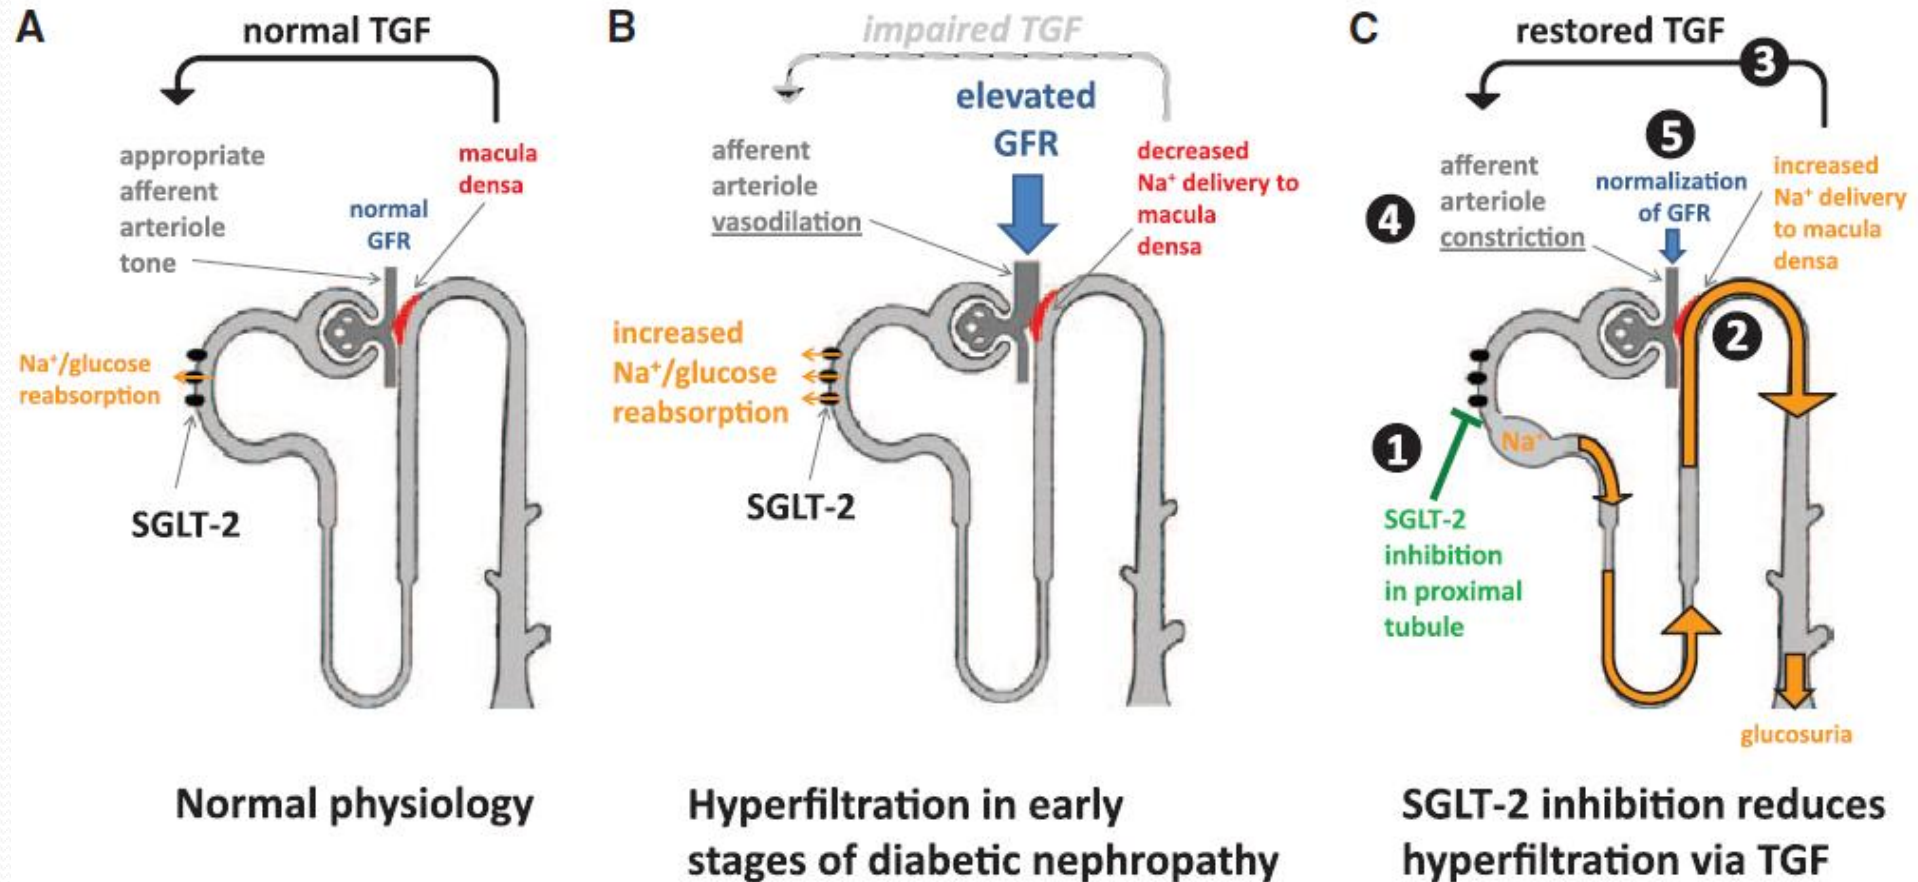 A
normal TGF
appropriate
afferent
arteriole
tone
normal
GFR
macula
densa
Na⁺/glucose
reabsorption
SGLT-2
Normal physiology
B
impaired TGF
elevated
GFR
afferent
arteriole
vasodilation
decreased
Na⁺ delivery to
macula
densa
increased
Na⁺/glucose
reabsorption
SGLT-2
Hyperfiltration in early
stages of diabetic nephropathy
C
restored TGF
3
5
normalization
of GFR
4
afferent
arteriole
constriction
increased
Na⁺ delivery
to macula
densa
2
1
Na⁺
SGLT-2
inhibition
in proximal
tubule
glucosuria
SGLT-2 inhibition reduces
hyperfiltration via TGF